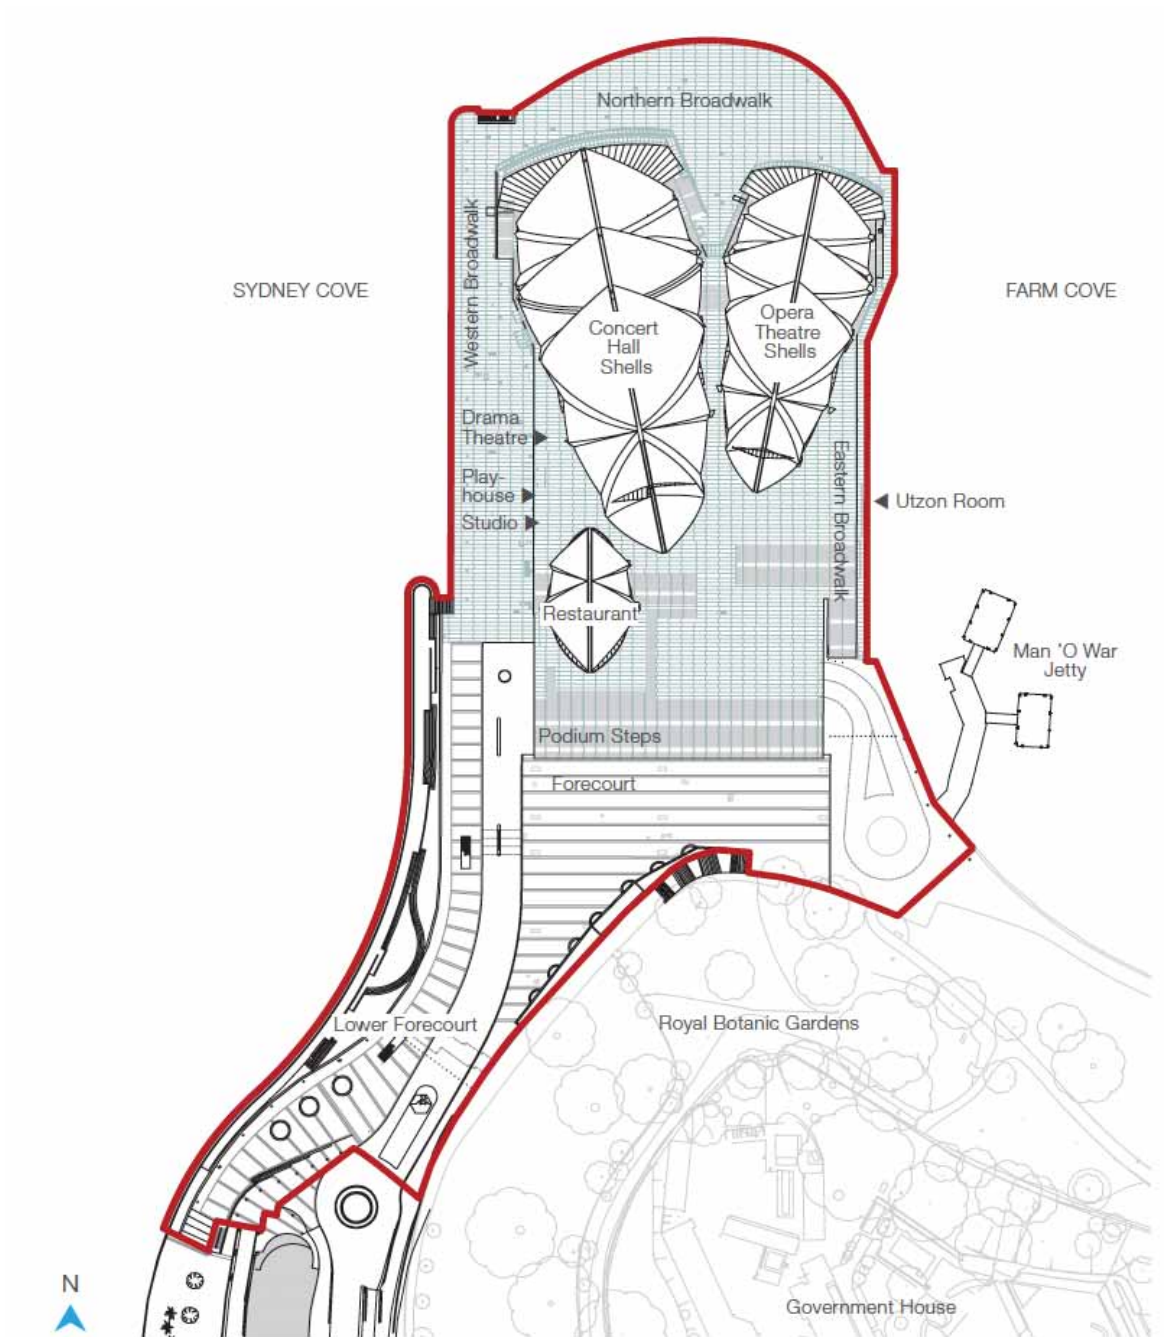 Northern Broadwalk
Western Broadwalk
SYDNEY COVE
FARM COVE
Concert
Hall
Shells
Opera
Theatre
Shells
Drama
Theatre
Play-
house
Studio
Eastern Broadwalk
Utzon Room
Restaurant
Man 'O War
Jetty
Podium Steps
Forecourt
Lower Forecourt
Royal Botanic Gardens
N
Government House